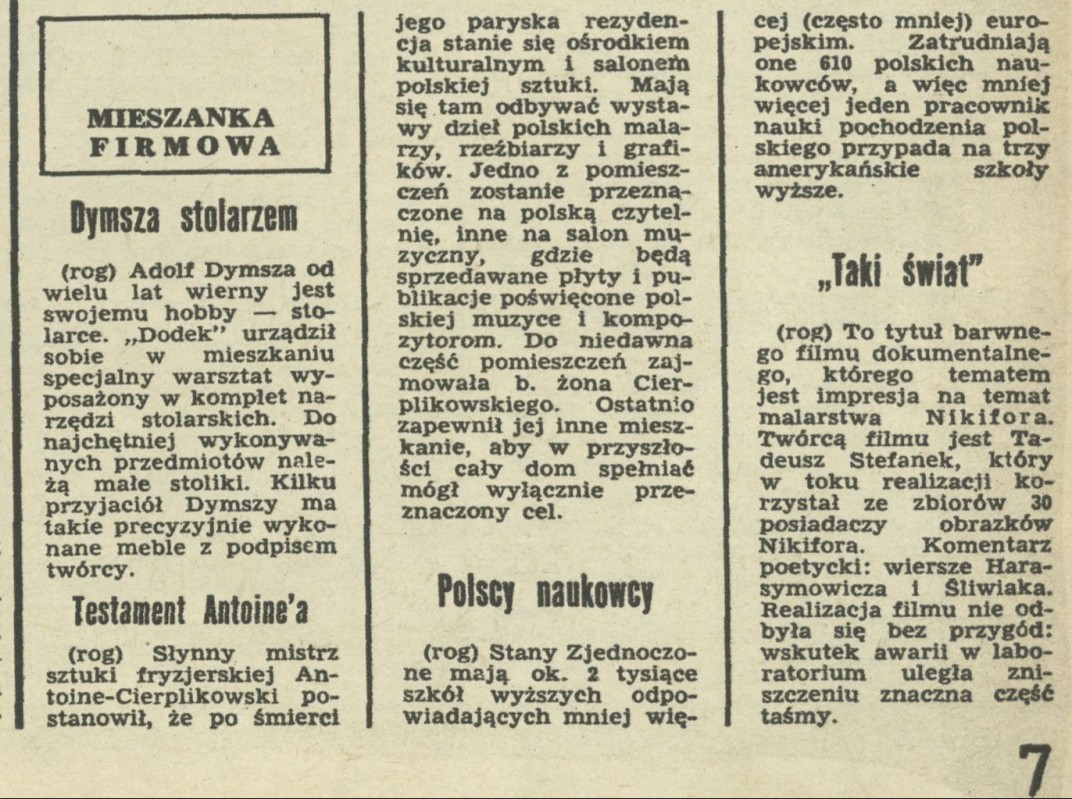 MIESZANKA
FIRMOWA
Dymsza stolarzem
(rog) Adolf Dymsza od
wielu lat wierny jest
swojemu hobby — sto-
larce. „Dodek" urządził
sobie w mieszkaniu
specjalny warsztat wy-
posażony w komplet na-
rzędzi stolarskich. Do
najchętniej wykonywa-
nych przedmiotów nale-
żą małe stoliki. Kilku
przyjaciół Dymszy ma
takie precyzyjnie wyko-
nane meble z podpisem
twórcy.
Testament Antoine'a
(rog) Słynny mistrz
sztuki fryzjerskiej An-
toine-Cierplikowski po-
stanowił, że po śmierci
jego paryska rezyden-
cja stanie się ośrodkiem
kulturalnym i salonem
polskiej sztuki. Mają
się tam odbywać wysta-
wy dzieł polskich mala-
rzy, rzeźbiarzy i grafi-
ków. Jedno z pomiesz-
czeń zostanie przezna-
czone na polską czytel-
nię, inne na salon mu-
zyczny, gdzie będą
sprzedawane płyty i pu-
blikacje poświęcone pol-
skiej muzyce i kompo-
zytorom. Do niedawna
część pomieszczeń zaj-
mowała b. żona Cier-
plikowskiego. Ostatnio
zapewnił jej inne miesz-
kanie, aby w przyszło-
ści cały dom spełniać
mógł wyłącznie prze-
znaczony cel.
Polscy naukowcy
(rog) Stany Zjednoczo-
ne mają ok. 2 tysiące
szkół wyższych odpo-
wiadających mniej wię-
cej (często mniej) euro-
pejskim. Zatrudniają
one 610 polskich nau-
kowców, a więc mniej
więcej jeden pracownik
nauki pochodzenia pol-
skiego przypada na trzy
amerykańskie szkoły
wyższe.
„Taki świat"
(rog) To tytuł barwne-
go filmu dokumentalne-
go, którego tematem
jest impresja na temat
malarstwa Nikifora.
Twórcą filmu jest Ta-
deusz Stefanek, który
w toku realizacji ko-
rzystał ze zbiorów 30
posiadaczy obrazków
Nikifora. Komentarz
poetycki: wiersze Hara-
symowicza i Śliwiaka.
Realizacja filmu nie od-
była się bez przygód:
wskutek awarii w labo-
ratorium uległa zni-
szczeniu znaczna część
taśmy.
7